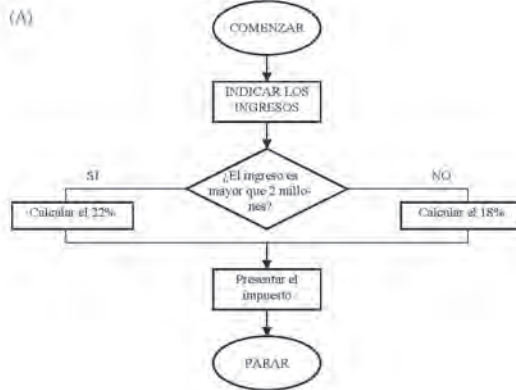 (A)
COMENZAR
INDICAR LOS
INGRESOS
¿El ingreso es
mayor que 2 millo-
nes?
SI
NO
Calcular el 22%
Calcular el 18%
Presentar el
impuesto
PARAR